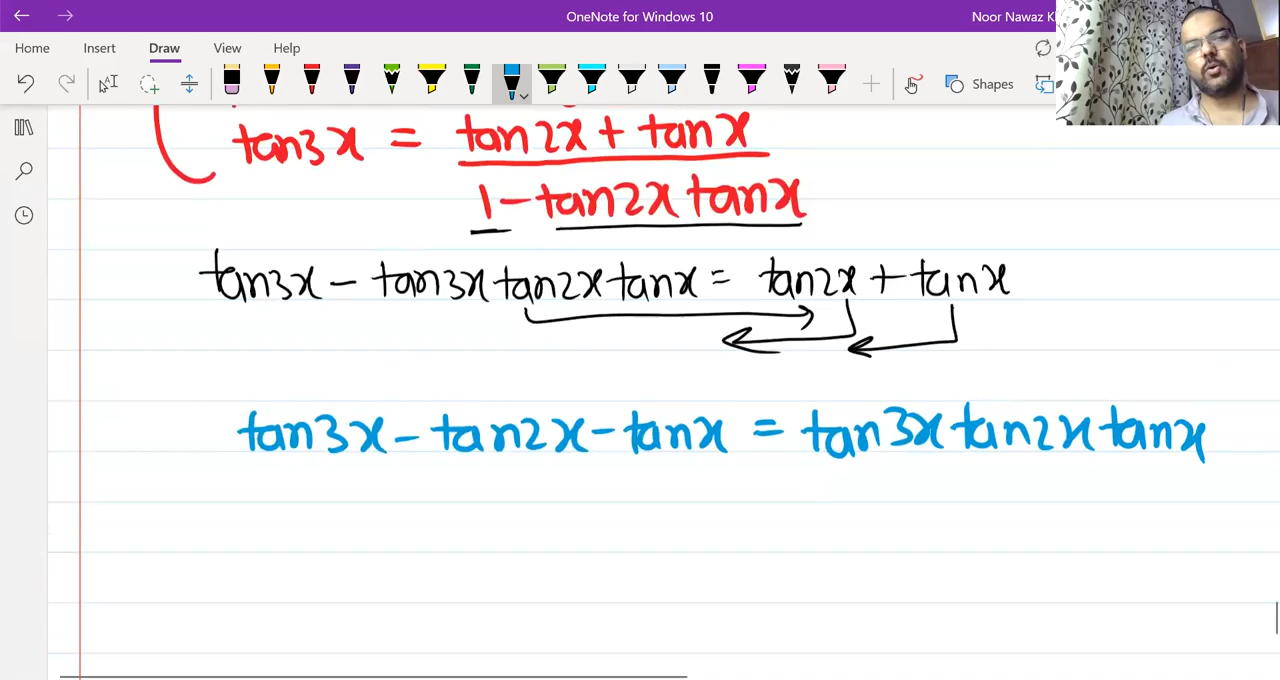 OneNote for Windows 10
Noor Nawaz K
Home Insert Draw View Help
Shapes
tan3x = tan2x + tanx
1 - tan2x tanx
tan3x - tan3x tan2x tanx = tan2x + tanx
tan3x - tan2x - tanx = tan3x tan2x tanx